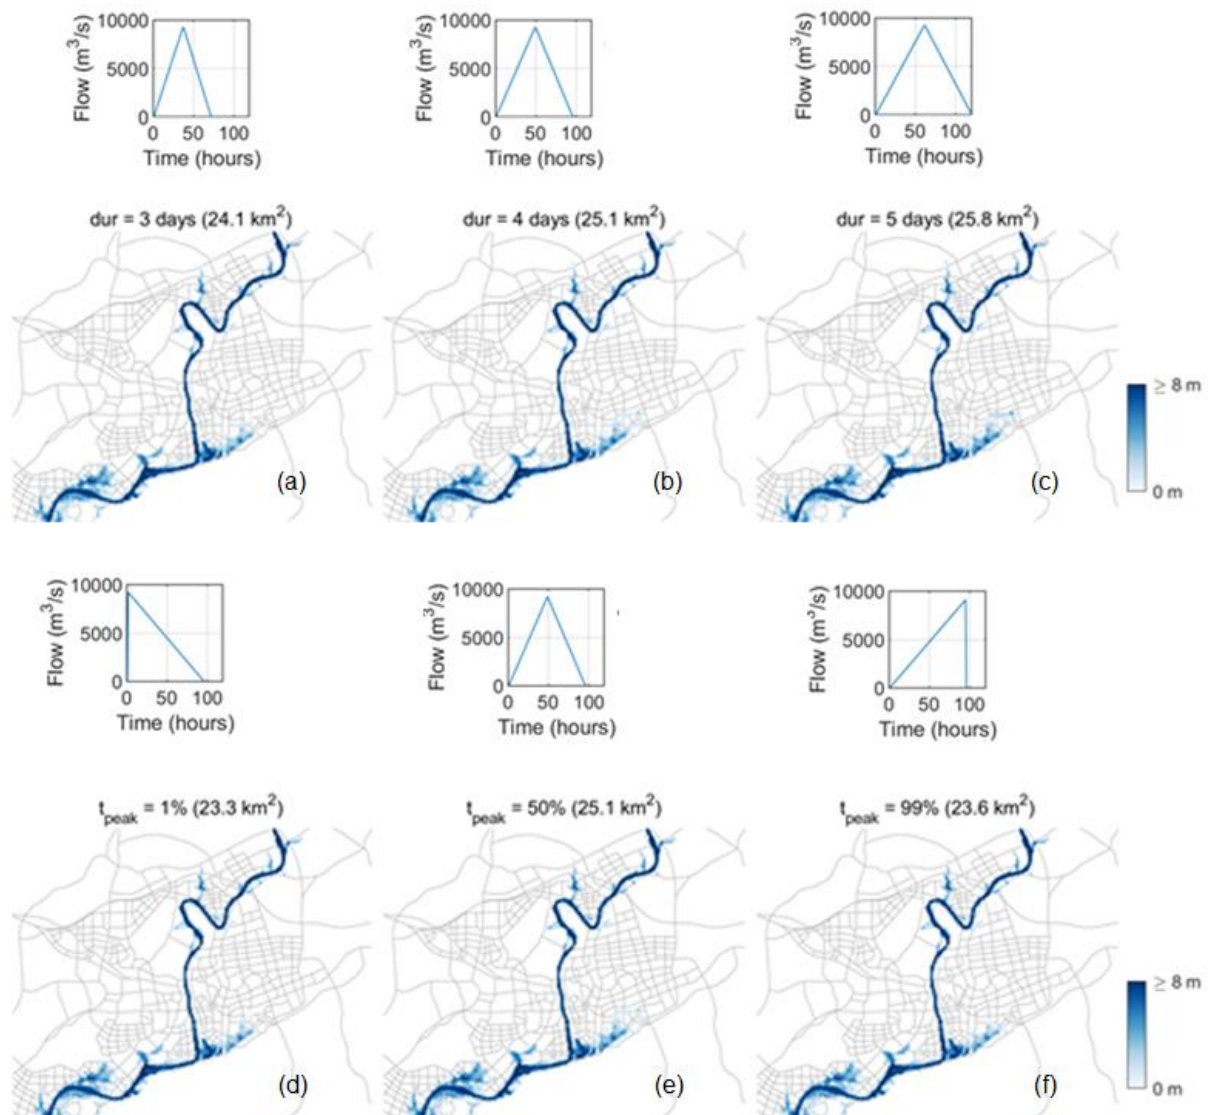 10000 10000 10000
Flow (m³/s) Flow (m³/s) Flow (m³/s)
5000 5000 5000
0 0 0
0 50 100 0 50 100 0 50 100
Time (hours) Time (hours) Time (hours)
dur = 3 days (24.1 km²) dur = 4 days (25.1 km²) dur = 5 days (25.8 km²)
≥ 8 m
(a) (b) (c)
0 m
10000 10000 10000
Flow (m³/s) Flow (m³/s) Flow (m³/s)
5000 5000 5000
0 0 0
0 50 100 0 50 100 0 50 100
Time (hours) Time (hours) Time (hours)
t_peak = 1% (23.3 km²) t_peak = 50% (25.1 km²) t_peak = 99% (23.6 km²)
≥ 8 m
(d) (e) (f)
0 m